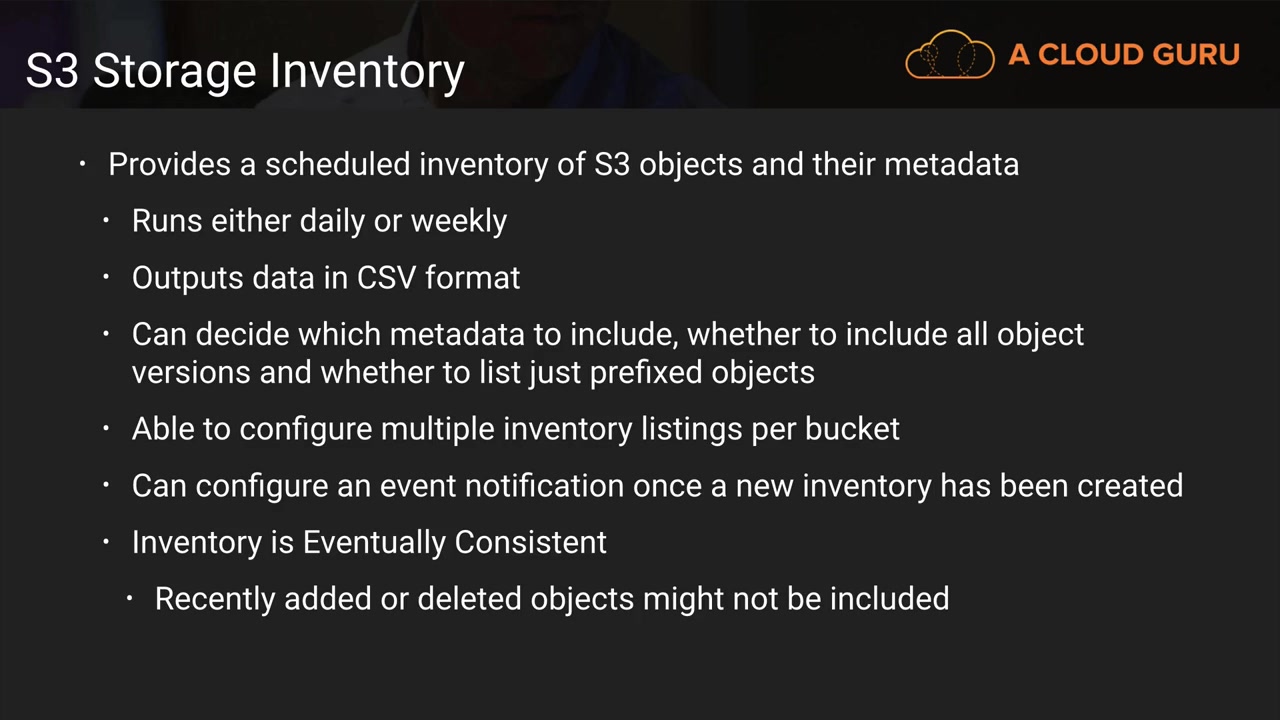 S3 Storage Inventory
A CLOUD GURU
• Provides a scheduled inventory of S3 objects and their metadata
• Runs either daily or weekly
• Outputs data in CSV format
• Can decide which metadata to include, whether to include all object
versions and whether to list just prefixed objects
• Able to configure multiple inventory listings per bucket
• Can configure an event notification once a new inventory has been created
• Inventory is Eventually Consistent
• Recently added or deleted objects might not be included